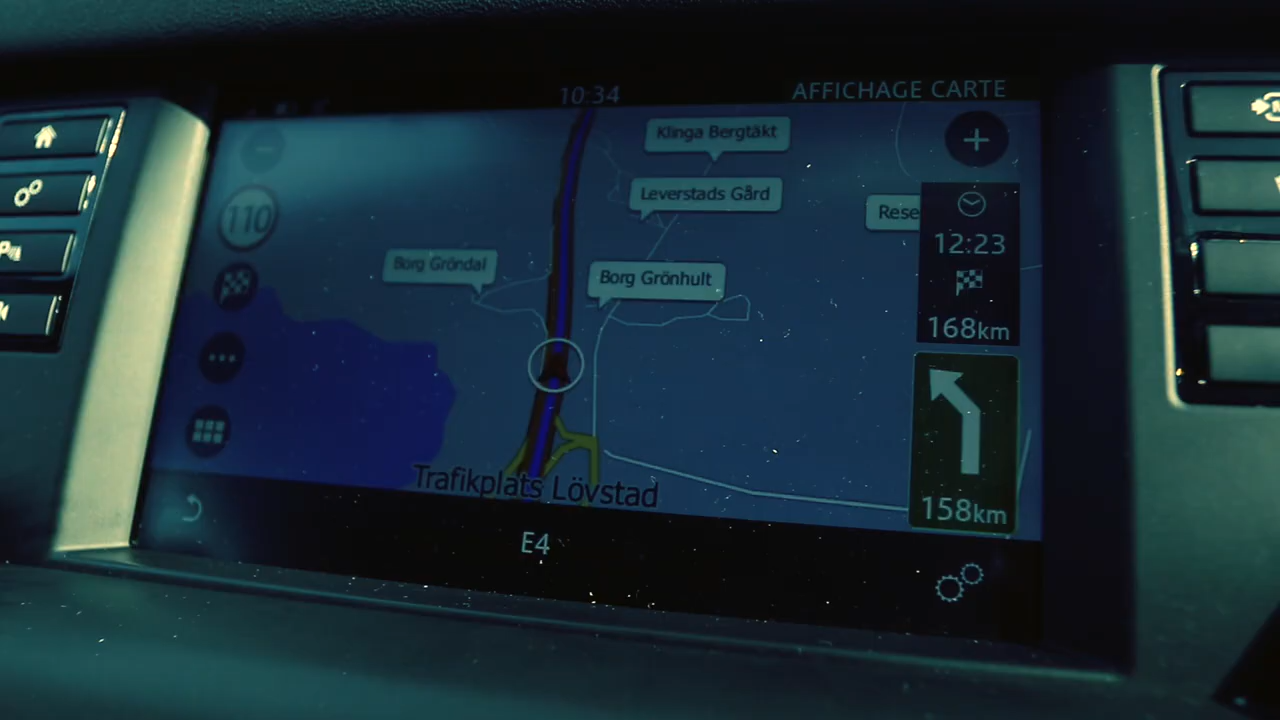 10:34
AFFICHAGE CARTE
Klinga Bergtäkt
110
Leverstads Gård
Rese
12:23
Borg Gröndal
Borg Grönhult
168km
Trafikplats Lövstad
158km
E4